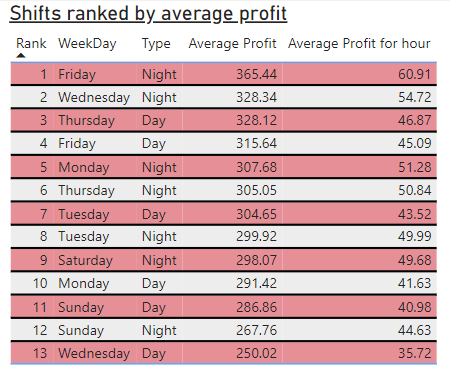 Shifts ranked by average profit
Rank WeekDay Type Average Profit Average Profit for hour
1 Friday Night 365.44 60.91
2 Wednesday Night 328.34 54.72
3 Thursday Day 328.12 46.87
4 Friday Day 315.64 45.09
5 Monday Night 307.68 51.28
6 Thursday Night 305.05 50.84
7 Tuesday Day 304.65 43.52
8 Tuesday Night 299.92 49.99
9 Saturday Night 298.07 49.68
10 Monday Day 291.42 41.63
11 Sunday Day 286.86 40.98
12 Sunday Night 267.76 44.63
13 Wednesday Day 250.02 35.72